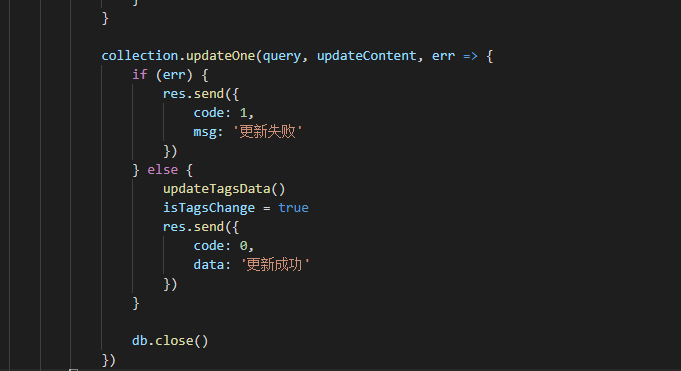 }
}
collection.updateOne(query, updateContent, err => {
if (err) {
res.send({
code: 1,
msg: '更新失败'
})
} else {
updateTagsData()
isTagsChange = true
res.send({
code: 0,
data: '更新成功'
})
}
db.close()
})